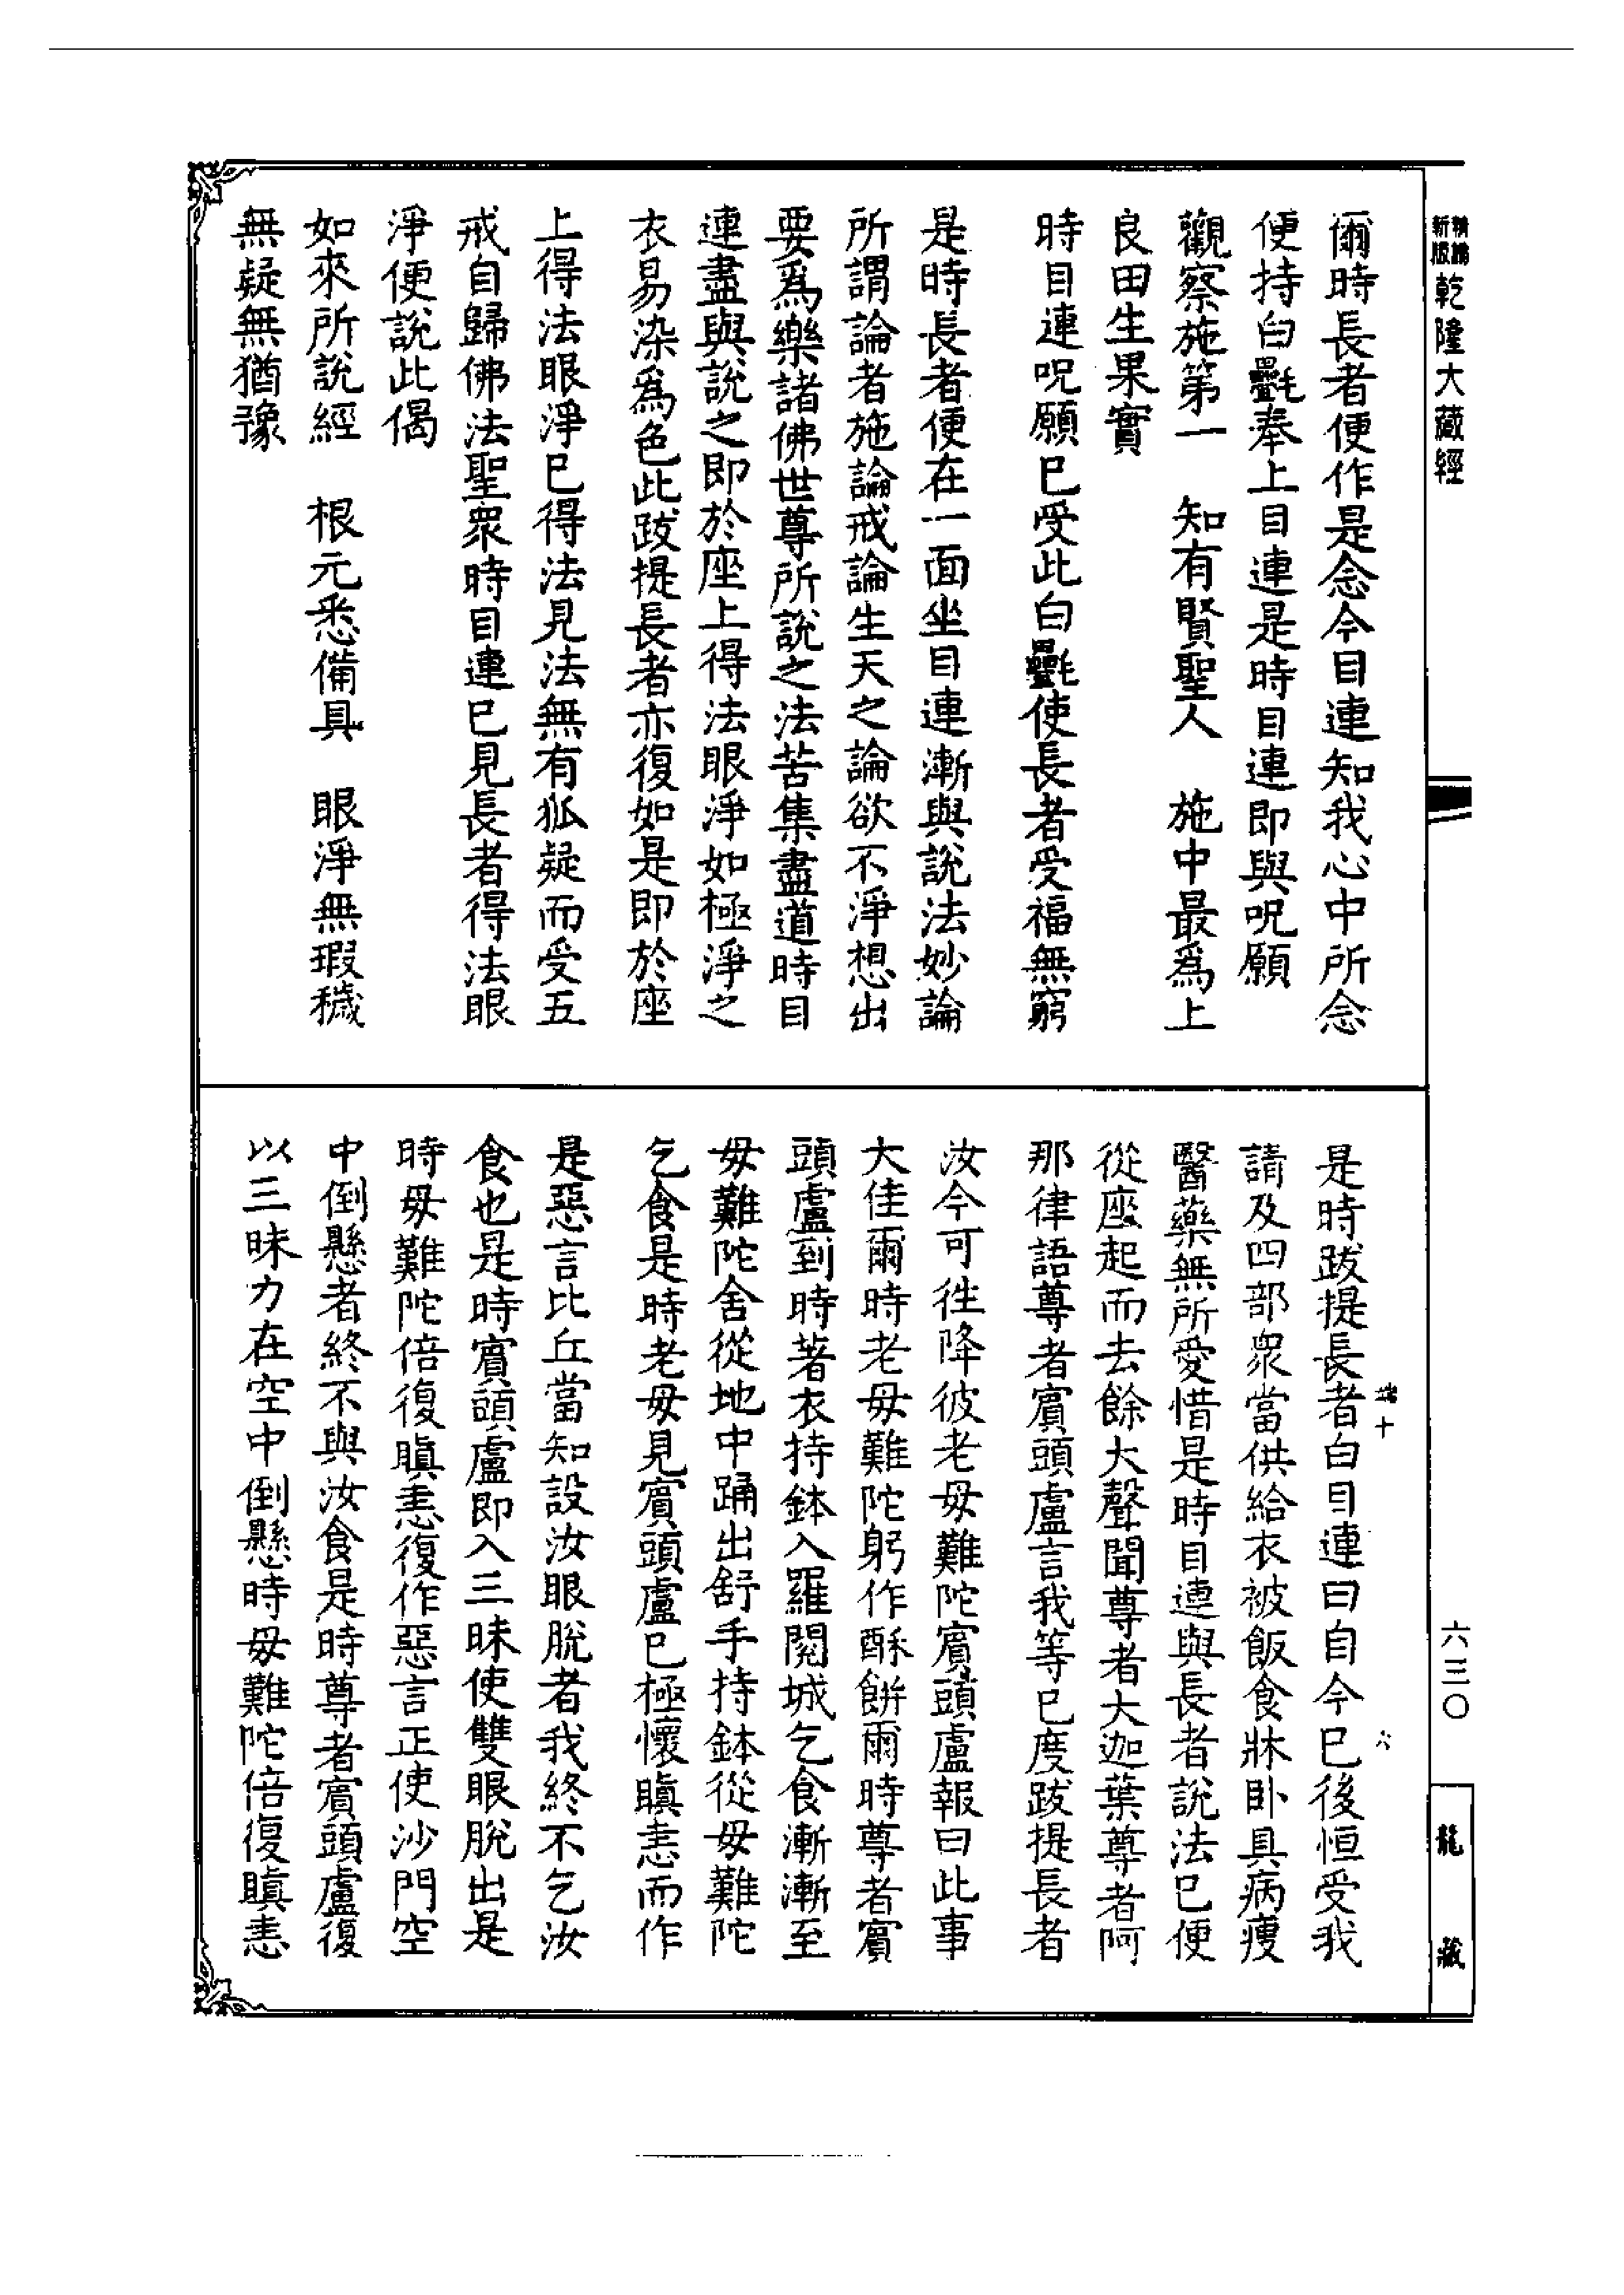 新版
精編
乾隆大藏經
爾時長者便作是念今目連知我心中所念
便持白㲲奉上目連是時目連即與呪願
觀察施第一　知有賢聖人　施中最爲上
良田生果實
時目連呪願已受此白㲲使長者受福無窮
是時長者便在一面坐目連漸與說法妙論
所謂論者施論戒論生天之論欲不淨想出
要爲樂諸佛世尊所說之法苦集盡道時目
連盡與說之即於座上得法眼淨如極淨之
衣易染爲色此跋提長者亦復如是即於座
上得法眼淨已得法見法無有狐疑而受五
戒自歸佛法聖衆時目連已見長者得法眼
淨便說此偈
如來所說經　根元悉備具　眼淨無瑕穢
無疑無猶豫
是時跋提長者白目連曰自今已後恒受我
請及四部衆當供給衣被飯食牀臥具病瘦
醫藥無所愛惜是時目連與長者說法已便
從座起而去餘大聲聞尊者大迦葉尊者阿
那律語尊者賓頭盧言我等已度跋提長者
汝今可往降彼老母難陀賓頭盧報曰此事
大佳爾時老母難陀躬作酥餅爾時尊者賓
頭盧到時著衣持鉢入羅閱城乞食漸漸至
母難陀舍從地中踊出舒手持鉢從母難陀
乞食是時老母見賓頭盧已極懷瞋恚而作
是惡言比丘當知設汝眼脫者我終不乞汝
食也是時賓頭盧即入三昧使雙眼脫出是
時母難陀倍復瞋恚復作惡言正使沙門空
中倒懸者終不與汝食是時尊者賓頭盧復
以三昧力在空中倒懸時母難陀倍復瞋恚
端十
六
六三〇
龍
藏